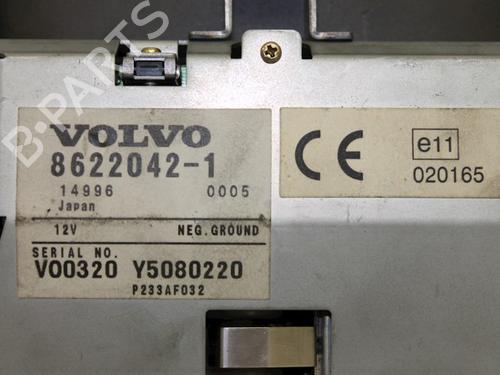 VOLVO
8622042-1
14996 0005
Japan
12V NEG.GROUND
SERIAL NO.
V00320 Y5080220
P233AF032
CE
e11
020165
B-PARTS